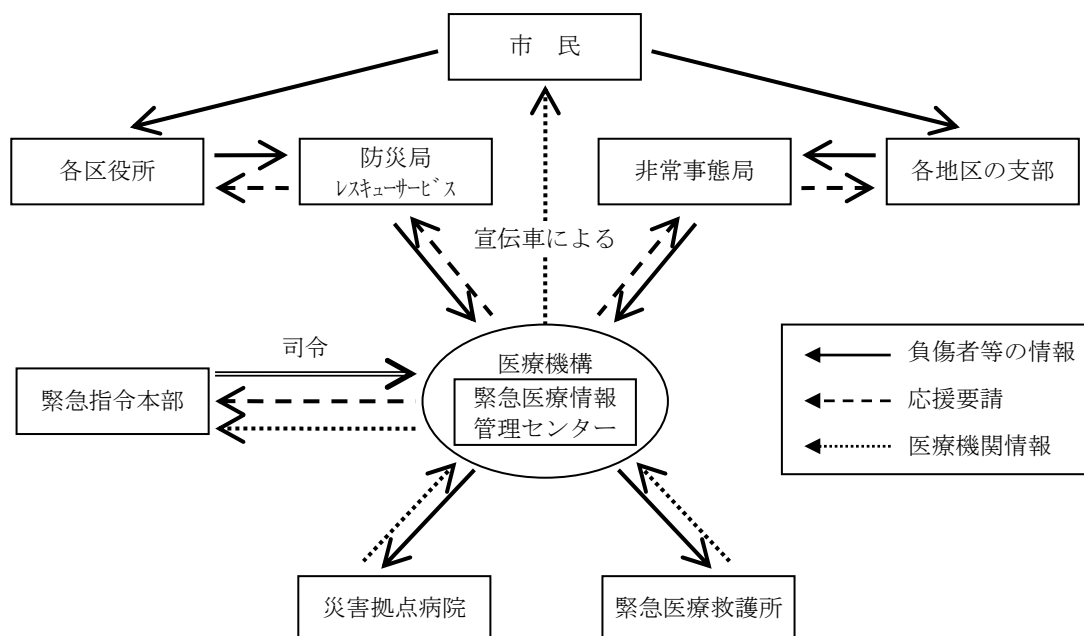 市　民
各区役所
防災局
ﾚｽｷｭｰｻｰﾋﾞｽ
非常事態局
各地区の支部
宣伝車による
司令
医療機構
緊急医療情報
管理センター
緊急指令本部
負傷者等の情報
応援要請
医療機関情報
災害拠点病院
緊急医療救護所